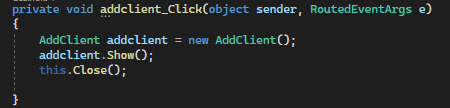 private void addclient_Click(object sender, RoutedEventArgs e)
{
AddClient addclient = new AddClient();
addclient.Show();
this.Close();
}